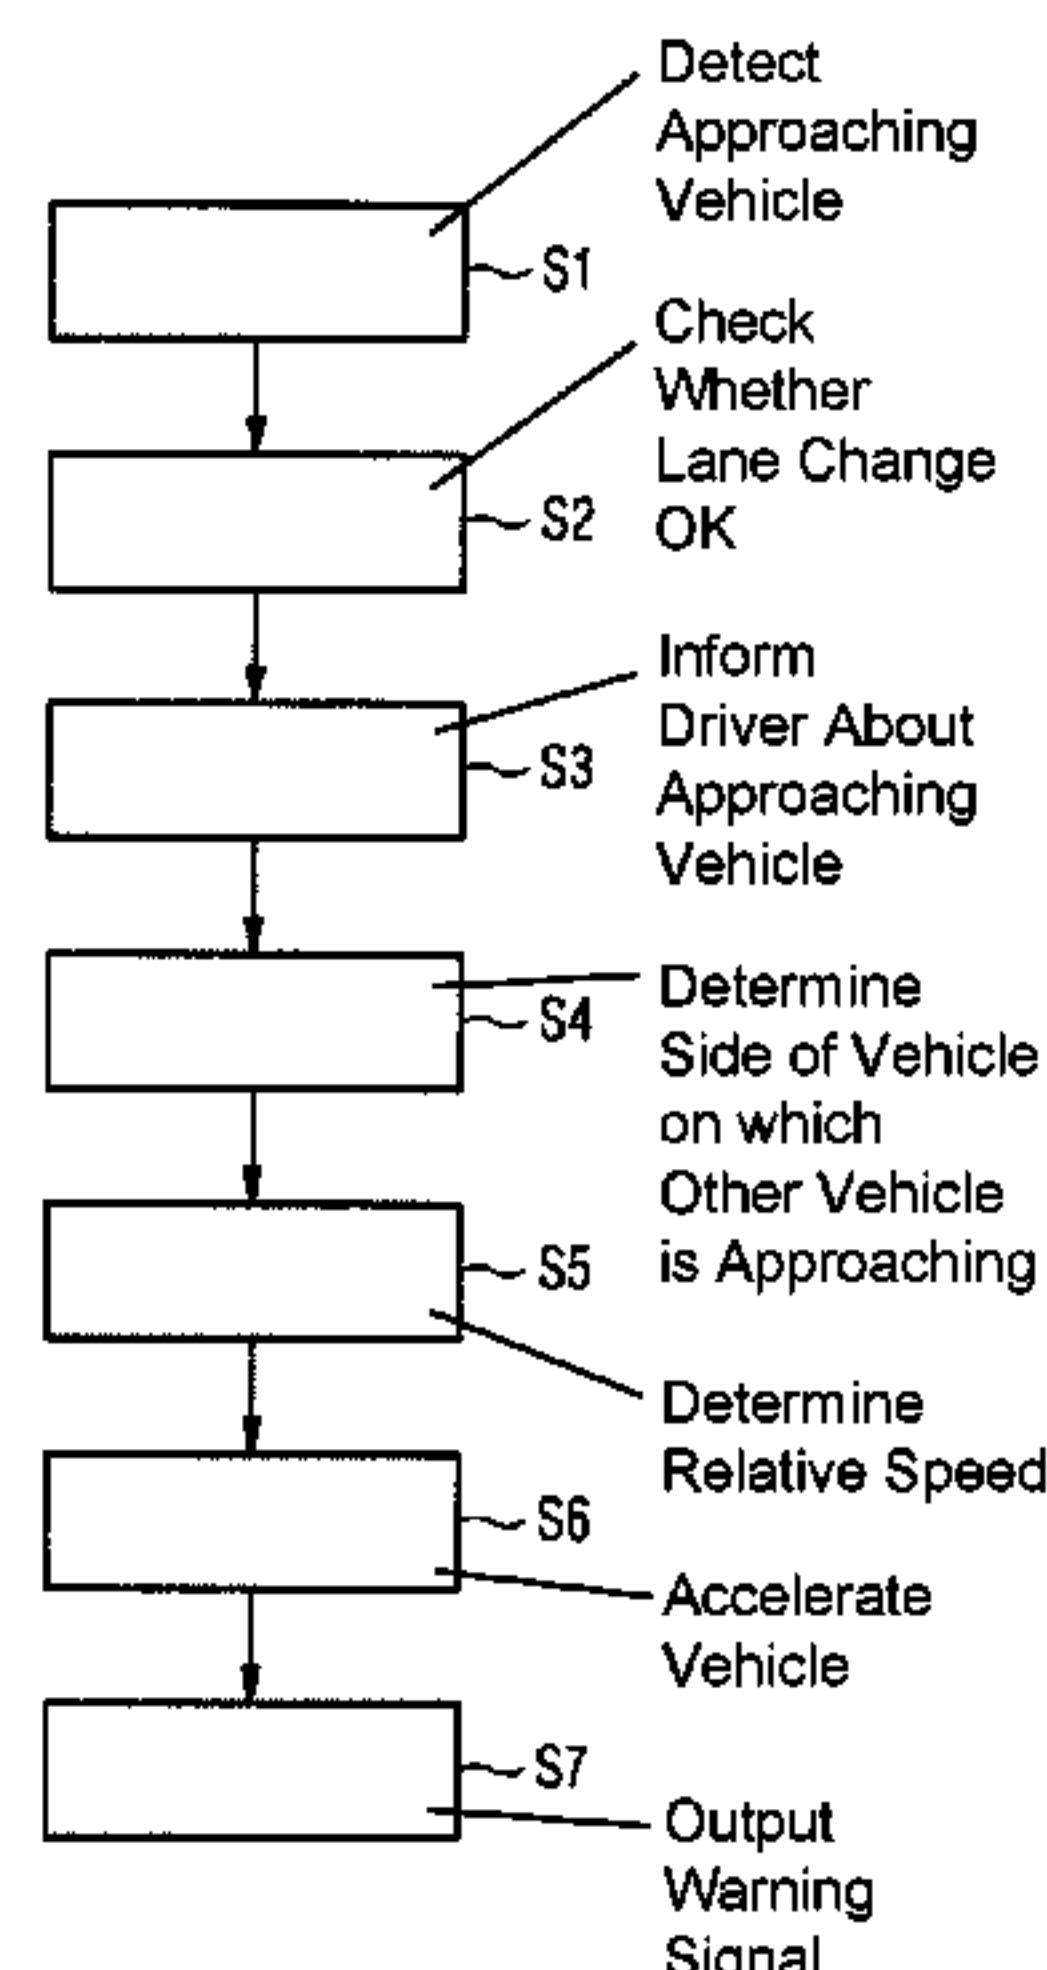 Detect
Approaching
Vehicle
S1
Check
Whether
Lane Change
OK
S2
Inform
Driver About
Approaching
Vehicle
S3
Determine
Side of Vehicle
on which
Other Vehicle
is Approaching
S4
S5
Determine
Relative Speed
S6
Accelerate
Vehicle
S7
Output
Warning
Signal